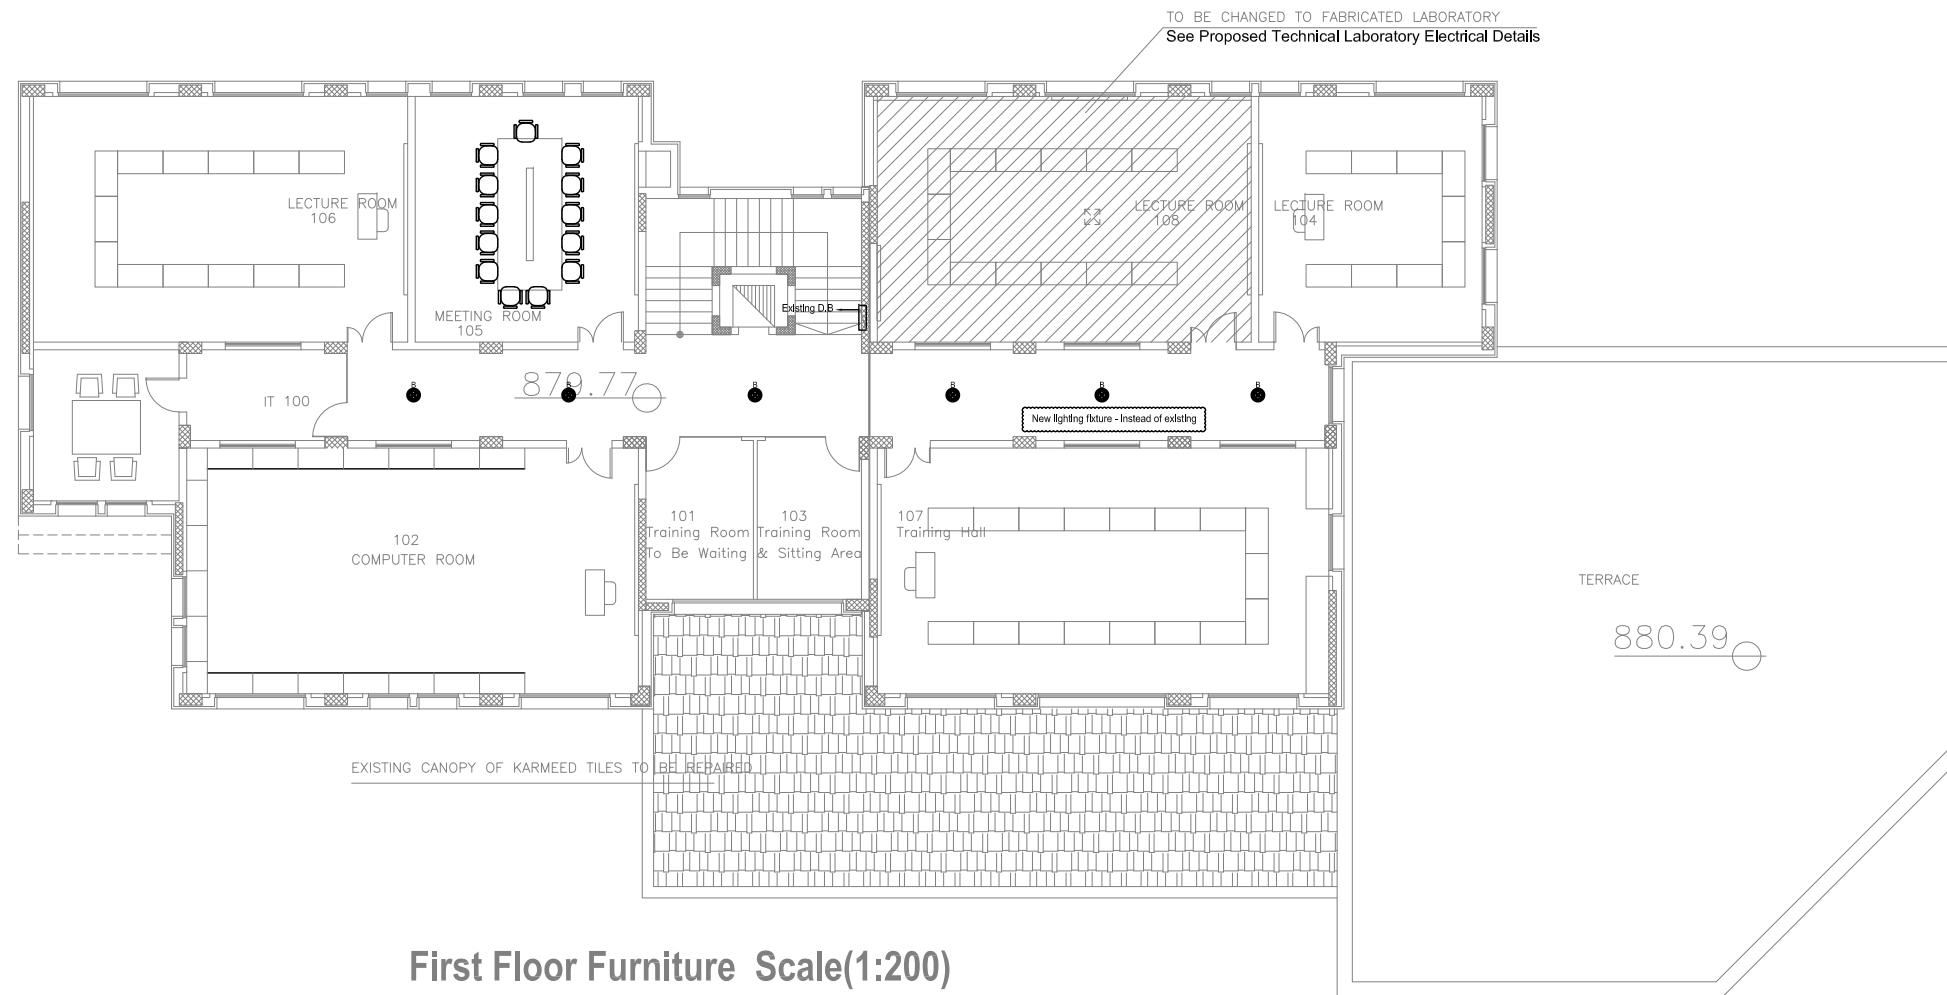 TO BE CHANGED TO FABRICATED LABORATORY
See Proposed Technical Laboratory Electrical Details
LECTURE ROOM
106
LECTURE ROOM
108
LECTURE ROOM
104
MEETING ROOM
105
Existing D.B
IT 100
B
B
B
B
B
B
879.77
New lighting fixture - instead of existing
102
COMPUTER ROOM
101
Training Room
To Be Waiting
103
Training Room
& Sitting Area
107
Training Hall
TERRACE
880.39
EXISTING CANOPY OF KARMEED TILES TO BE REPAIRED
First Floor Furniture Scale(1:200)